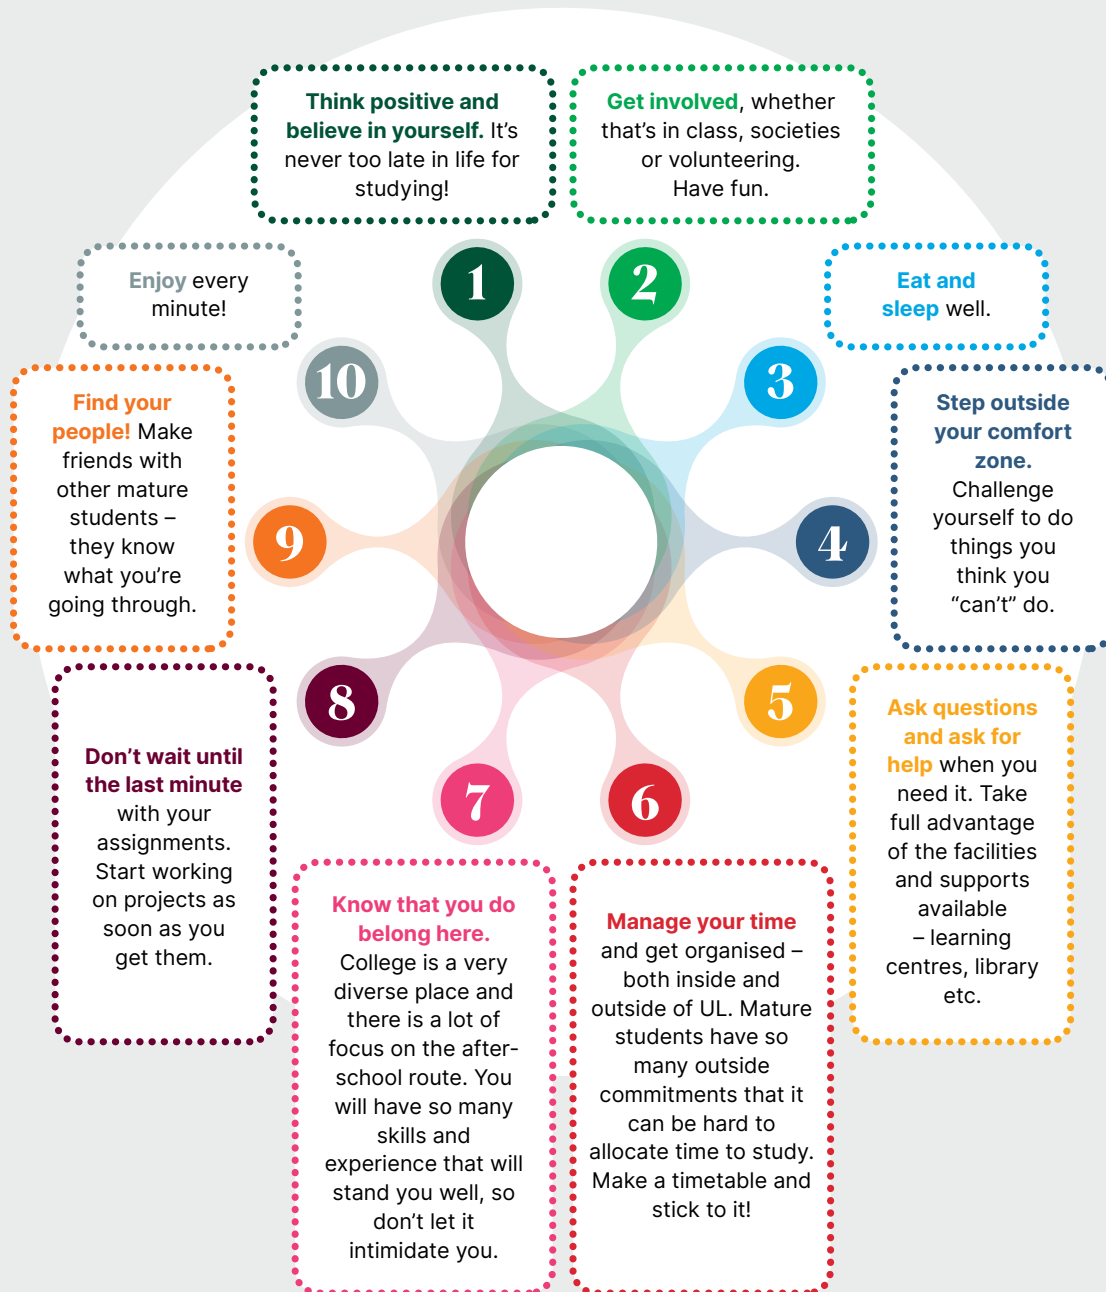 1
Think positive and
believe in yourself. It’s
never too late in life for
studying!
2
Get involved, whether
that’s in class, societies
or volunteering.
Have fun.
3
Eat and
sleep well.
4
Step outside
your comfort
zone.
Challenge
yourself to do
things you
think you
“can’t” do.
5
Ask questions
and ask for
help when you
need it. Take
full advantage
of the facilities
and supports
available
– learning
centres, library
etc.
6
Manage your time
and get organised –
both inside and
outside of UL. Mature
students have so
many outside
commitments that it
can be hard to
allocate time to study.
Make a timetable and
stick to it!
7
Know that you do
belong here.
College is a very
diverse place and
there is a lot of
focus on the after-
school route. You
will have so many
skills and
experience that will
stand you well, so
don’t let it
intimidate you.
8
Don’t wait until
the last minute
with your
assignments.
Start working
on projects as
soon as you
get them.
9
Find your
people! Make
friends with
other mature
students –
they know
what you’re
going through.
10
Enjoy every
minute!